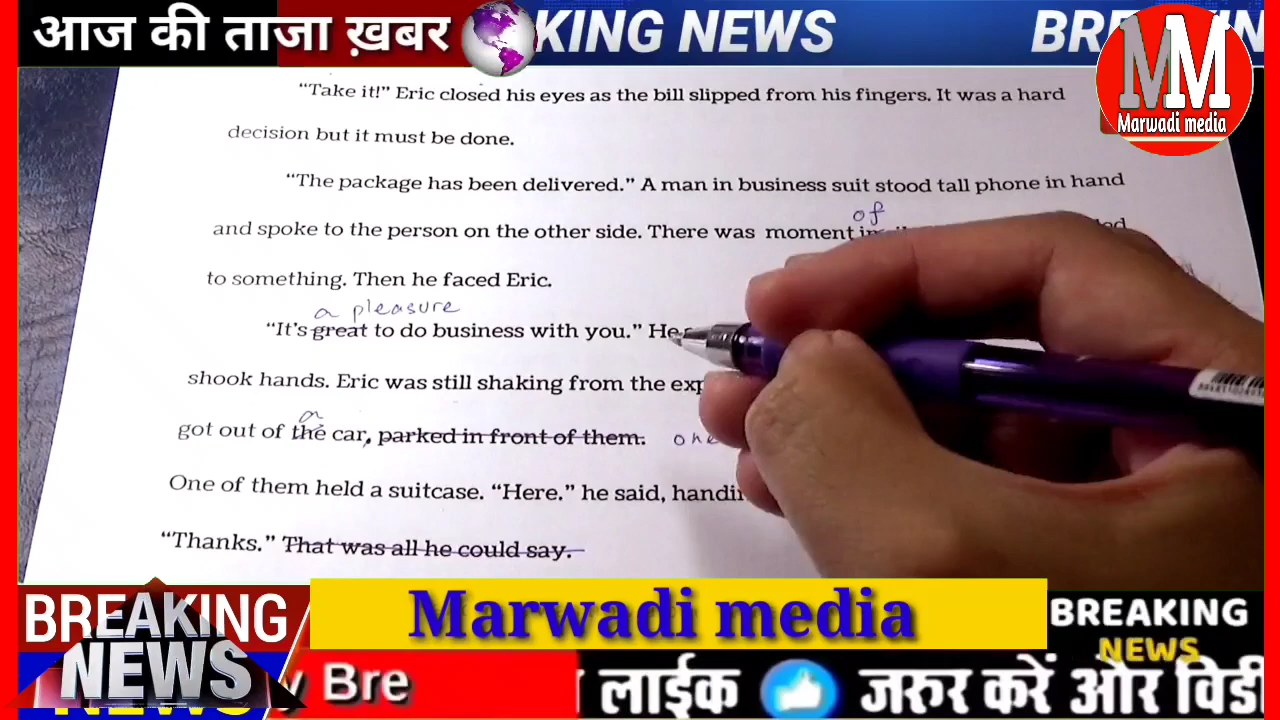 आज की ताजा ख़बर
KING NEWS
BR
MM
Marwadi media
“Take it!” Eric closed his eyes as the bill slipped from his fingers. It was a hard
decision but it must be done.
“The package has been delivered.” A man in business suit stood tall phone in hand
of
and spoke to the person on the other side. There was moment
to something. Then he faced Eric.
a pleasure
“It’s great to do business with you.” He
shook hands. Eric was still shaking from the
a
got out of the car, parked in front of them. one
One of them held a suitcase. “Here.” he said,
“Thanks.” That was all he could say.
BREAKING
NEWS
Marwadi media
BREAKING
NEWS
y Bre
लाईक जरुर करें और विडी